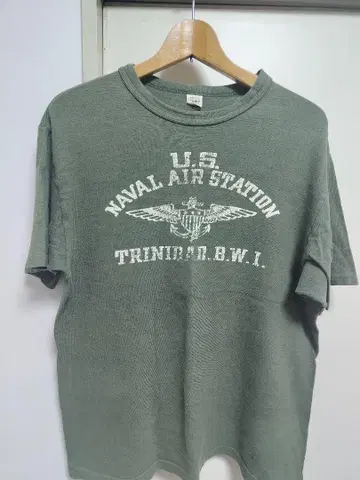 U.S.
NAVAL AIR STATION
TRINIDAD. B.W.I.